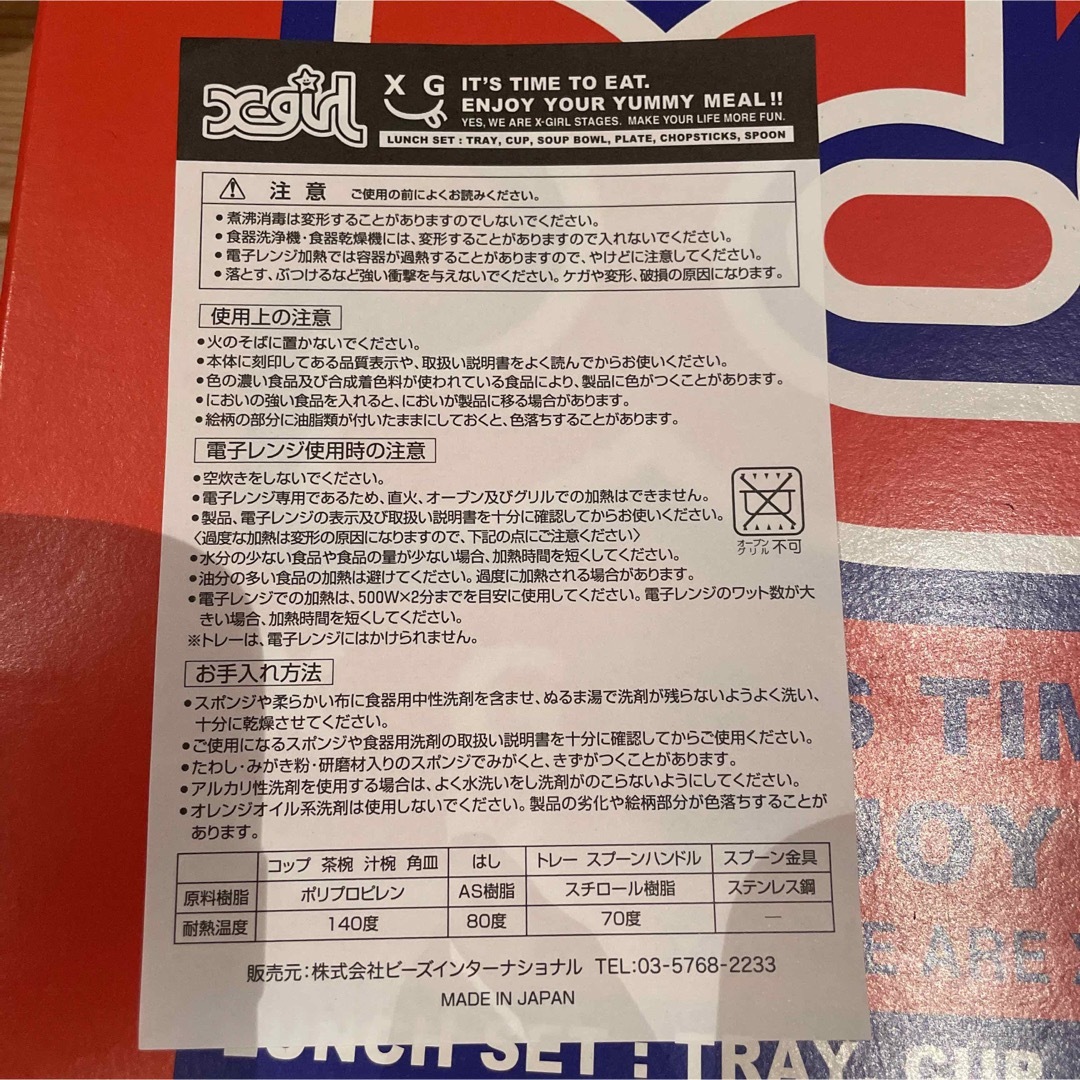 X-girl
X G
IT'S TIME TO EAT.
ENJOY YOUR YUMMY MEAL!!
YES, WE ARE X-GIRL STAGES. MAKE YOUR LIFE MORE FUN.
LUNCH SET : TRAY, CUP, SOUP BOWL, PLATE, CHOPSTICKS, SPOON
注意 ご使用の前によくお読みください。
●煮沸消毒は変形することがありますのでしないでください。
●食器洗浄機・食器乾燥機には、変形することがありますので入れないでください。
●電子レンジ加熱では容器が過熱することがありますので、やけどに注意してください。
●落とす、ぶつけるなど強い衝撃を与えないでください。ケガや変形、破損の原因になります。
使用上の注意
●火のそばに置かないでください。
●本体に刻印してある品質表示や、取扱い説明書をよく読んでからお使いください。
●色の濃い食品及び合成着色料が使われている食品により、製品に色がつくことがあります。
●においの強い食品を入れると、においが製品に移る場合があります。
●絵柄の部分に油脂類が付いたままにしておくと、色落ちすることがあります。
電子レンジ使用時の注意
●空炊きをしないでください。
●電子レンジ専用であるため、直火、オーブン及びグリルでの加熱はできません。
●製品、電子レンジの表示及び取扱い説明書を十分に確認してからお使いください。
〈過度な加熱は変形の原因になりますので、下記の点にご注意ください〉
●水分の少ない食品や食品の量が少ない場合、加熱時間を短くしてください。
●油分の多い食品の加熱は避けてください。過度に加熱される場合があります。
●電子レンジでの加熱は、500W×2分までを目安に使用してください。電子レンジのワット数が大
きい場合、加熱時間を短くしてください。
※トレーは、電子レンジにはかけられません。
オーブン
グリル 不可
お手入れ方法
●スポンジや柔らかい布に食器用中性洗剤を含ませ、ぬるま湯で洗剤が残らないようよく洗い、
十分に乾燥させてください。
●ご使用になるスポンジや食器用洗剤の取扱い説明書を十分に確認してからご使用ください。
●たわし・みがき粉・研磨材入りのスポンジでみがくと、きずがつくことがあります。
●アルカリ性洗剤を使用する場合は、よく水洗いをし洗剤がのこらないようにしてください。
●オレンジオイル系洗剤は使用しないでください。製品の劣化や絵柄部分が色落ちすることが
あります。
コップ 茶椀 汁椀 角皿 はし トレー スプーンハンドル スプーン金具
原料樹脂 ポリプロピレン AS樹脂 スチロール樹脂 ステンレス鋼
耐熱温度 140度 80度 70度 ―
販売元：株式会社ビーズインターナショナル TEL:03-5768-2233
MADE IN JAPAN
S TIM
JOY
E ARE
LUNCH SET : TRAY, CUP